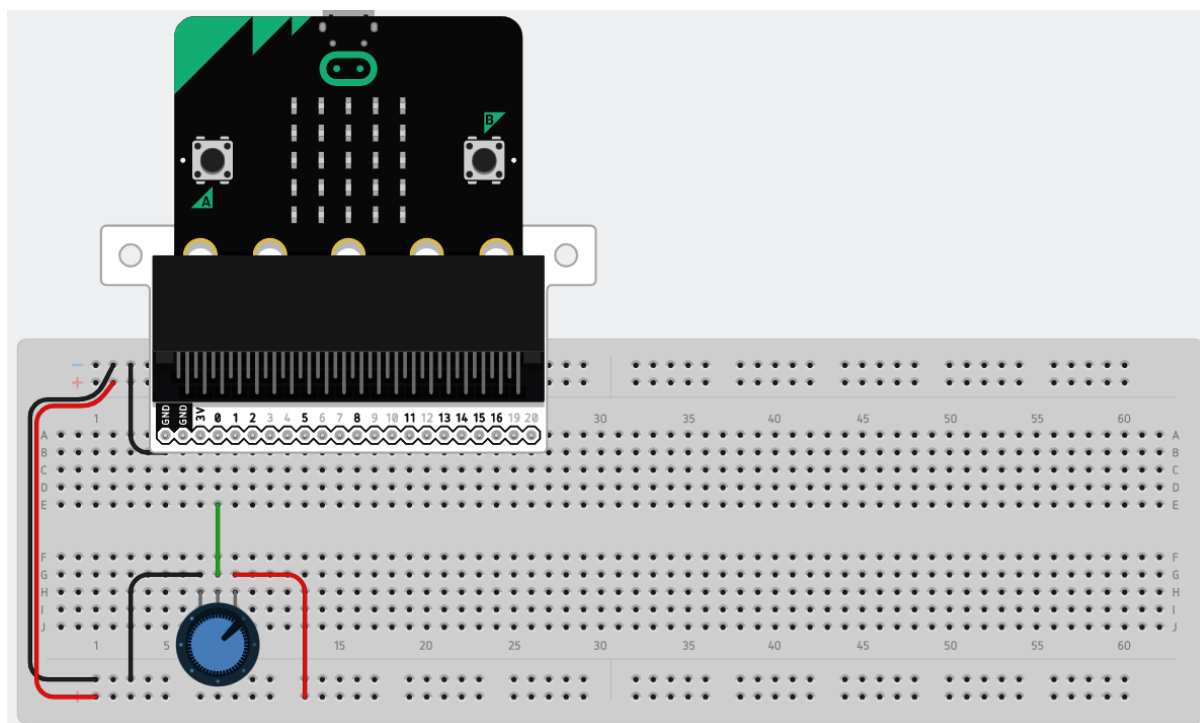 B
A
−
+
GND GND 3V 0 1 2 3 4 5 6 7 8 9 10 11 12 13 14 15 16 19 20
1 30 35 40 45 50 55 60
A A
B B
C C
D D
E E
F F
G G
H H
I I
J J
1 5 15 20 25 30 35 40 45 50 55 60
+